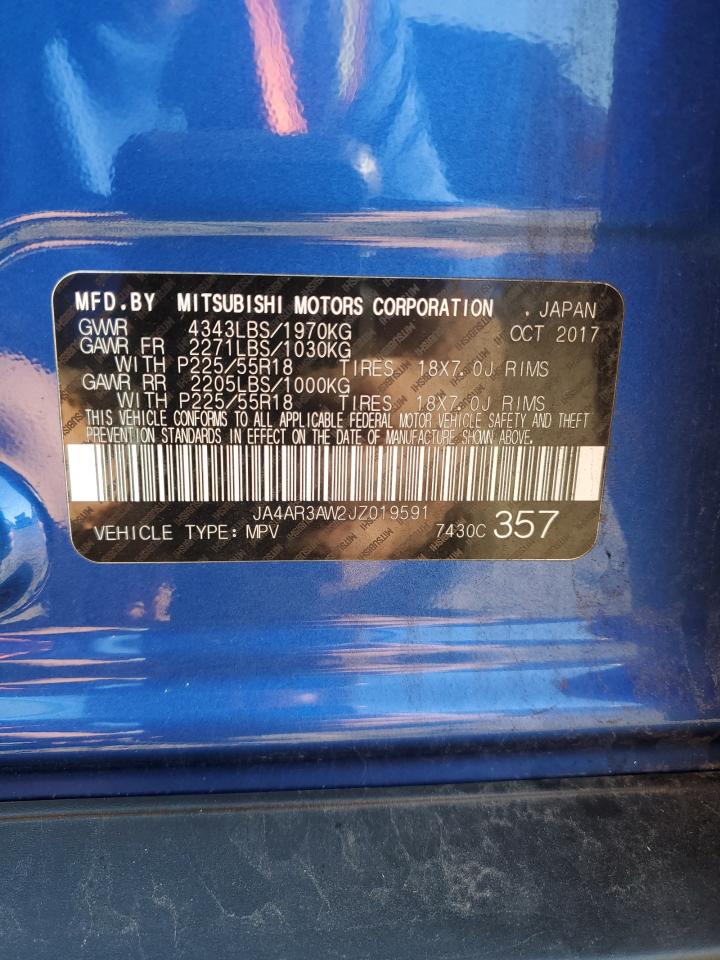 MFD.BY MITSUBISHI MOTORS CORPORATION . JAPAN
GVWR 4343LBS/1970KG OCT 2017
GAWR FR 2271LBS/1030KG
WITH P225/55R18 TIRES 18X7.0J RIMS
GAWR RR 2205LBS/1000KG
WITH P225/55R18 TIRES 18X7.0J RIMS
THIS VEHICLE CONFORMS TO ALL APPLICABLE FEDERAL MOTOR VEHICLE SAFETY AND THEFT
PREVENTION STANDARDS IN EFFECT ON THE DATE OF MANUFACTURE SHOWN ABOVE.
JA4AR3AW2JZ019591
VEHICLE TYPE: MPV 7430C 357